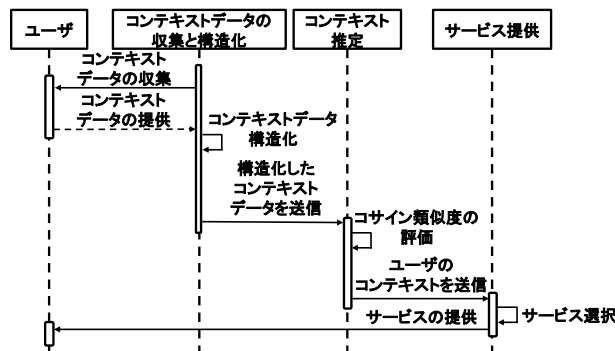 ユーザ
コンテキストデータの
収集と構造化
コンテキスト
推定
サービス提供
コンテキスト
データの収集
コンテキスト
データの提供
コンテキストデータ
構造化
構造化した
コンテキスト
データを送信
コサイン類似度の
評価
ユーザの
コンテキストを送信
サービス選択
サービスの提供